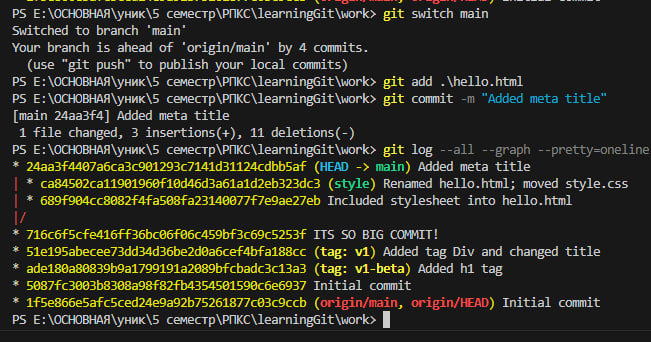 PS E:\ОСНОВНАЯ\уник\5 семестр\РПКС\learningGit\work> git switch main
Switched to branch 'main'
Your branch is ahead of 'origin/main' by 4 commits.
  (use "git push" to publish your local commits)
PS E:\ОСНОВНАЯ\уник\5 семестр\РПКС\learningGit\work> git add .\hello.html
PS E:\ОСНОВНАЯ\уник\5 семестр\РПКС\learningGit\work> git commit -m "Added meta title"
[main 24aa3f4] Added meta title
 1 file changed, 3 insertions(+), 11 deletions(-)
PS E:\ОСНОВНАЯ\уник\5 семестр\РПКС\learningGit\work> git log --all --graph --pretty=oneline
* 24aa3f4407a6ca3c901293c7141d31124cdbb5af (HEAD -> main) Added meta title
| * ca84502ca11901960f10d46d3a61a1d2eb323dc3 (style) Renamed hello.html; moved style.css
| * 689f904cc8082f4fa508fa23140077f7e9ae27eb Included stylesheet into hello.html
|/
* 716c6f5cfe416ff36bc06f06c459bf3c69c5253f ITS SO BIG COMMIT!
* 51e195abecee73dd34d36be2d0a6cef4bfa188cc (tag: v1) Added tag Div and changed title
* ade180a80839b9a1799191a2089bfcbadc3c13a3 (tag: v1-beta) Added h1 tag
* 5087fc3003b8308a98f82fb4354501590c6e6937 Initial commit
* 1f5e866e5afc5ced24e9a92b75261877c03c9ccb (origin/main, origin/HEAD) Initial commit
PS E:\ОСНОВНАЯ\уник\5 семестр\РПКС\learningGit\work>